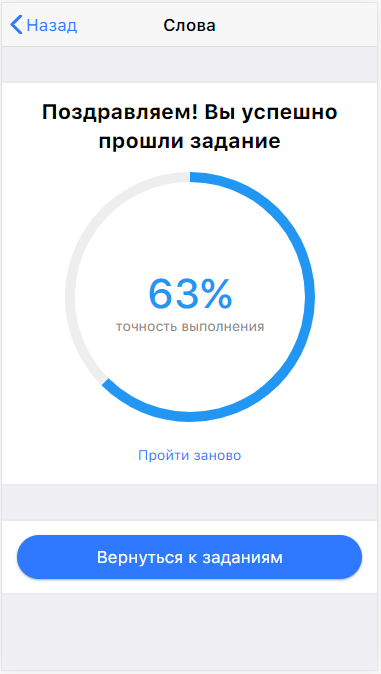 Назад
Слова
Поздравляем! Вы успешно
прошли задание
63%
точность выполнения
Пройти заново
Вернуться к заданиям